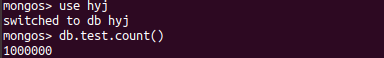 mongos> use hyj
switched to db hyj
mongos> db.test.count()
1000000